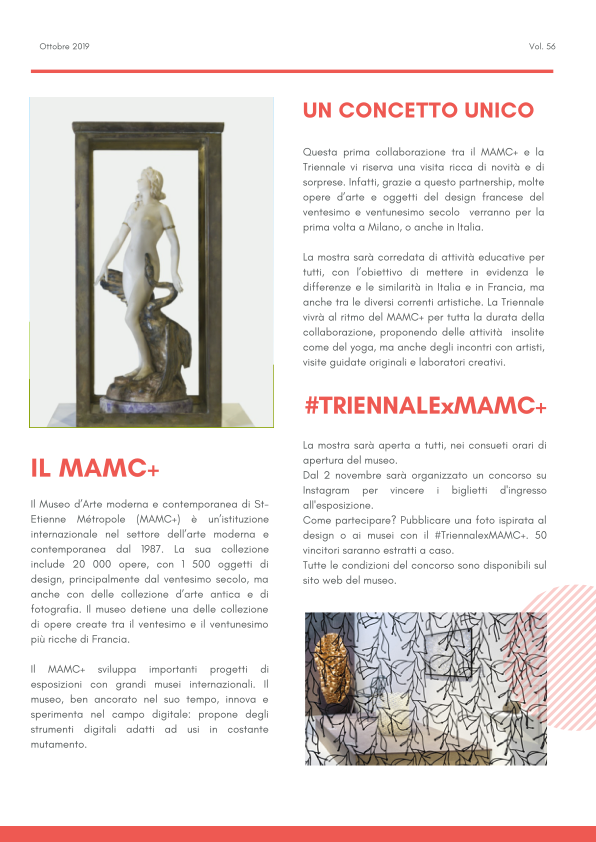 Ottobre 2019
Vol. 56
IL MAMC+
Il Museo d'Arte moderna e contemporanea di St-
Etienne Métropole (MAMC+) è un'istituzione
internazionale nel settore dell'arte moderna e
contemporanea dal 1987. La sua collezione
include 20 000 opere, con 1 500 oggetti di
design, principalmente dal ventesimo secolo, ma
anche con delle collezione d'arte antica e di
fotografia. Il museo detiene una delle collezione
di opere create tra il ventesimo e il ventunesimo
più ricche di Francia.
Il MAMC+ sviluppa importanti progetti di
esposizioni con grandi musei internazionali. Il
museo, ben ancorato nel suo tempo, innova e
sperimenta nel campo digitale: propone degli
strumenti digitali adatti ad usi in costante
mutamento.
UN CONCETTO UNICO
Questa prima collaborazione tra il MAMC+ e la
Triennale vi riserva una visita ricca di novità e di
sorprese. Infatti, grazie a questo partnership, molte
opere d'arte e oggetti del design francese del
ventesimo e ventunesimo secolo verranno per la
prima volta a Milano, o anche in Italia.
La mostra sarà corredata di attività educative per
tutti, con l'obiettivo di mettere in evidenza le
differenze e le similarità in Italia e in Francia, ma
anche tra le diversi correnti artistiche. La Triennale
vivrà al ritmo del MAMC+ per tutta la durata della
collaborazione, proponendo delle attività insolite
come del yoga, ma anche degli incontri con artisti,
visite guidate originali e laboratori creativi.
#TRIENNALExMAMC+
La mostra sarà aperta a tutti, nei consueti orari di
apertura del museo.
Dal 2 novembre sarà organizzato un concorso su
Instagram per vincere i biglietti d'ingresso
all'esposizione.
Come partecipare? Pubblicare una foto ispirata al
design o ai musei con il #TriennalexMAMC+. 50
vincitori saranno estratti a caso.
Tutte le condizioni del concorso sono disponibili sul
sito web del museo.